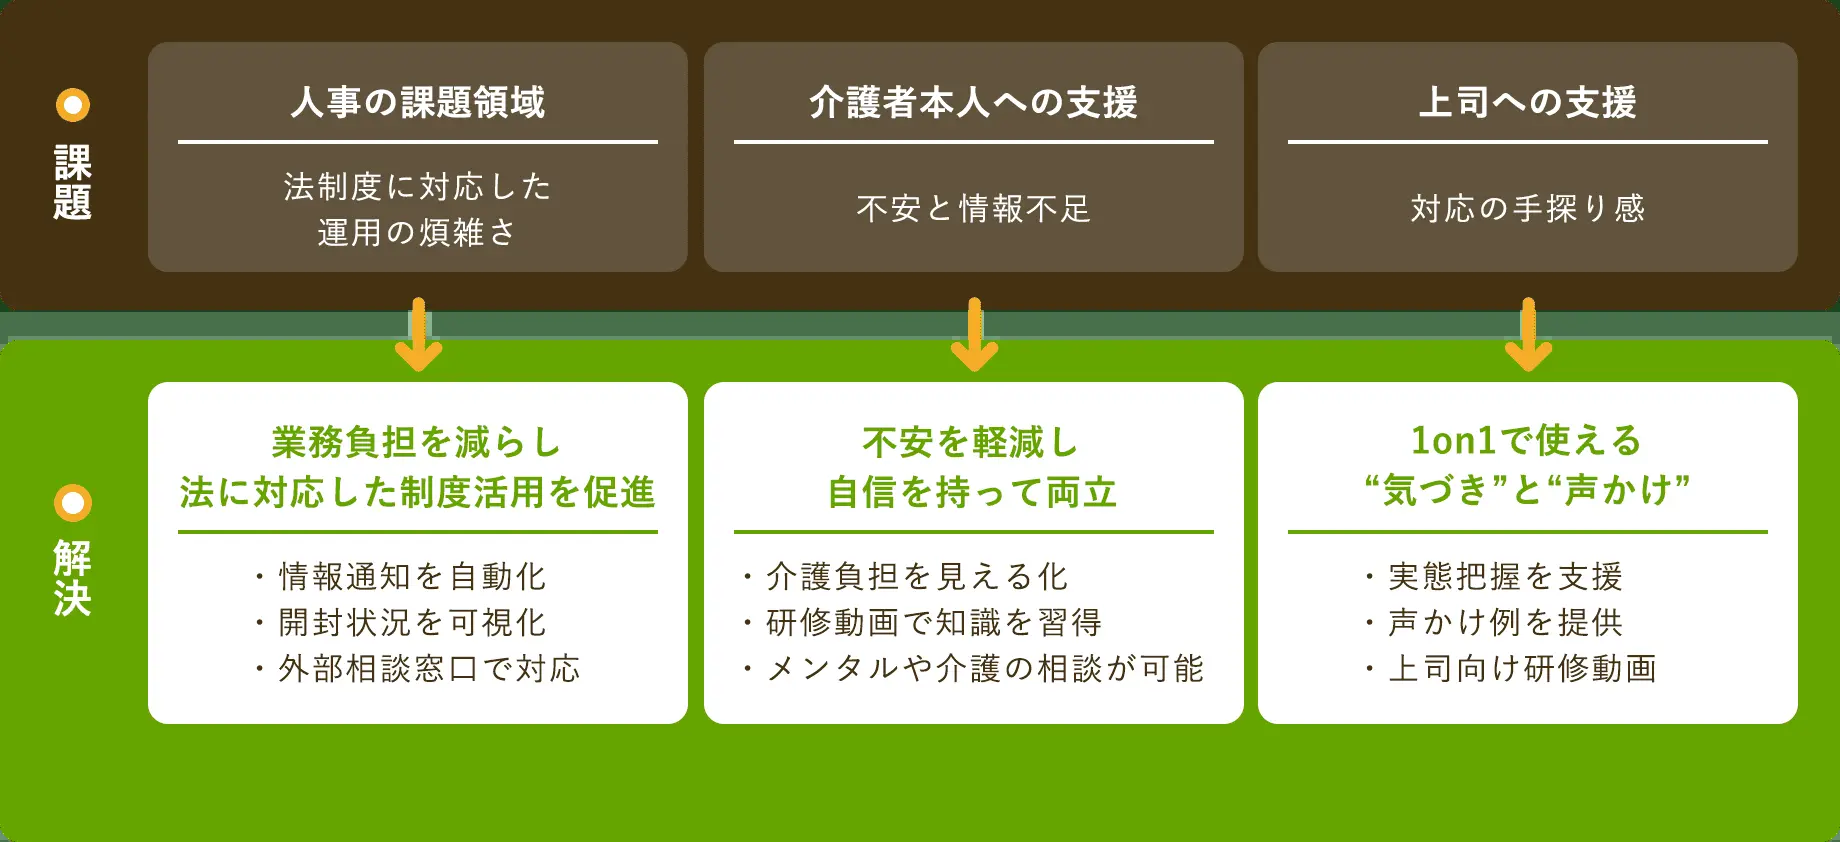 課題
人事の課題領域
法制度に対応した
運用の煩雑さ
介護者本人への支援
不安と情報不足
上司への支援
対応の手探り感
解決
業務負担を減らし
法に対応した制度活用を促進
・情報通知を自動化
・開封状況を可視化
・外部相談窓口で対応
不安を軽減し
自信を持って両立
・介護負担を見える化
・研修動画で知識を習得
・メンタルや介護の相談が可能
1on1で使える
“気づき”と“声かけ”
・実態把握を支援
・声かけ例を提供
・上司向け研修動画